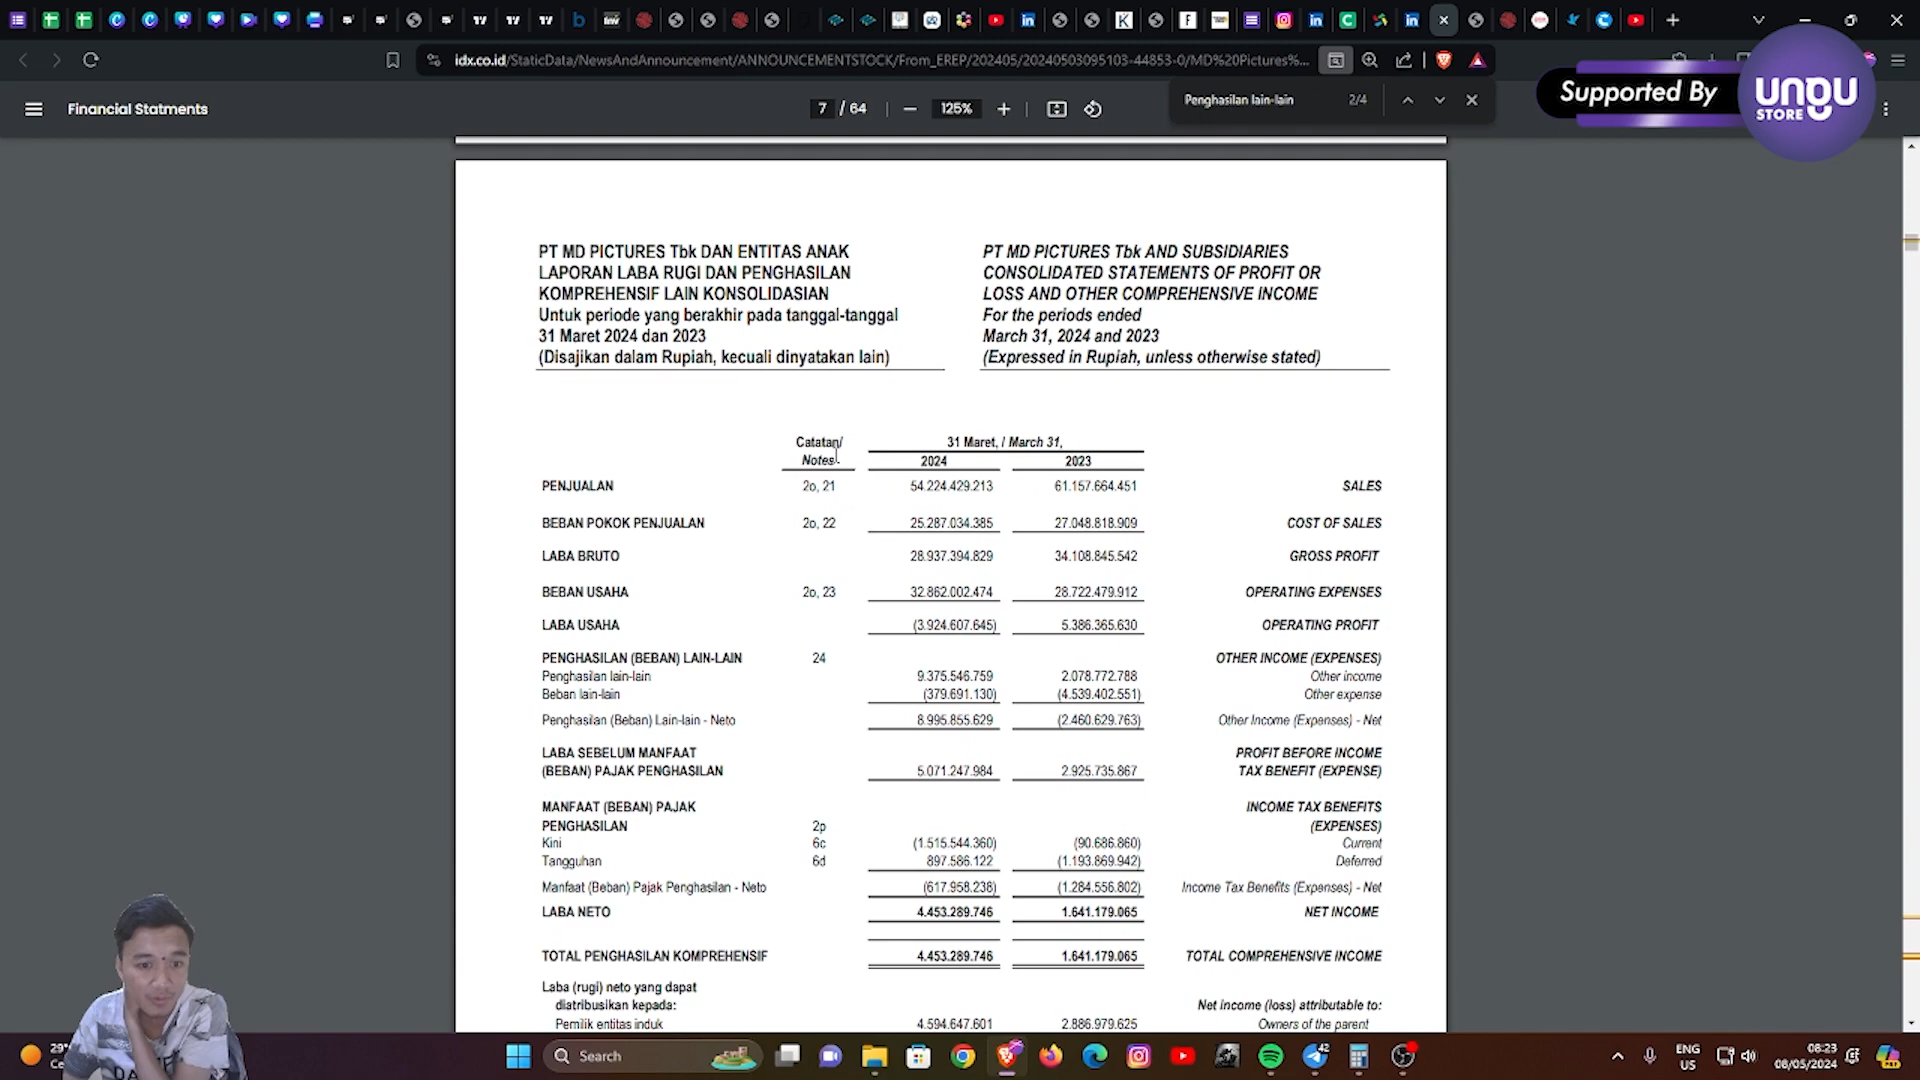 idx.co.id/StaticData/NewsAndAnnouncement/ANNOUNCEMENTSTOCK/From_EREP/202405/20240503095103-44853-0/MD%20Pictures%...
Supported By
UNGU
STORE
Financial Statments
7 / 64
125%
Penghasilan lain-lain
2/4
PT MD PICTURES Tbk DAN ENTITAS ANAK
LAPORAN LABA RUGI DAN PENGHASILAN
KOMPREHENSIF LAIN KONSOLIDASIAN
Untuk periode yang berakhir pada tanggal-tanggal
31 Maret 2024 dan 2023
(Disajikan dalam Rupiah, kecuali dinyatakan lain)
PT MD PICTURES Tbk AND SUBSIDIARIES
CONSOLIDATED STATEMENTS OF PROFIT OR
LOSS AND OTHER COMPREHENSIVE INCOME
For the periods ended
March 31, 2024 and 2023
(Expressed in Rupiah, unless otherwise stated)
Catatan/ 31 Maret, / March 31,
Notes 2024 2023
PENJUALAN 2o, 21 54.224.429.213 61.157.664.451 SALES
BEBAN POKOK PENJUALAN 2o, 22 25.287.034.385 27.048.818.909 COST OF SALES
LABA BRUTO 28.937.394.829 34.108.845.542 GROSS PROFIT
BEBAN USAHA 2o, 23 32.862.002.474 28.722.479.912 OPERATING EXPENSES
LABA USAHA (3.924.607.645) 5.386.365.630 OPERATING PROFIT
PENGHASILAN (BEBAN) LAIN-LAIN 24 OTHER INCOME (EXPENSES)
Penghasilan lain-lain 9.375.546.759 2.078.772.788 Other income
Beban lain-lain (379.691.130) (4.539.402.551) Other expense
Penghasilan (Beban) Lain-lain - Neto 8.995.855.629 (2.460.629.763) Other Income (Expenses) - Net
LABA SEBELUM MANFAAT PROFIT BEFORE INCOME
(BEBAN) PAJAK PENGHASILAN 5.071.247.984 2.925.735.867 TAX BENEFIT (EXPENSE)
MANFAAT (BEBAN) PAJAK INCOME TAX BENEFITS
PENGHASILAN 2p (EXPENSES)
Kini 6c (1.515.544.360) (90.686.860) Current
Tangguhan 6d 897.586.122 (1.193.869.942) Deferred
Manfaat (Beban) Pajak Penghasilan - Neto (617.958.238) (1.284.556.802) Income Tax Benefits (Expenses) - Net
LABA NETO 4.453.289.746 1.641.179.065 NET INCOME
TOTAL PENGHASILAN KOMPREHENSIF 4.453.289.746 1.641.179.065 TOTAL COMPREHENSIVE INCOME
Laba (rugi) neto yang dapat
diatribusikan kepada: Net income (loss) attributable to:
Pemilik entitas induk 4.594.647.601 2.886.979.625 Owners of the parent
29°
Search
42
ENG
US
08:23
08/05/2024